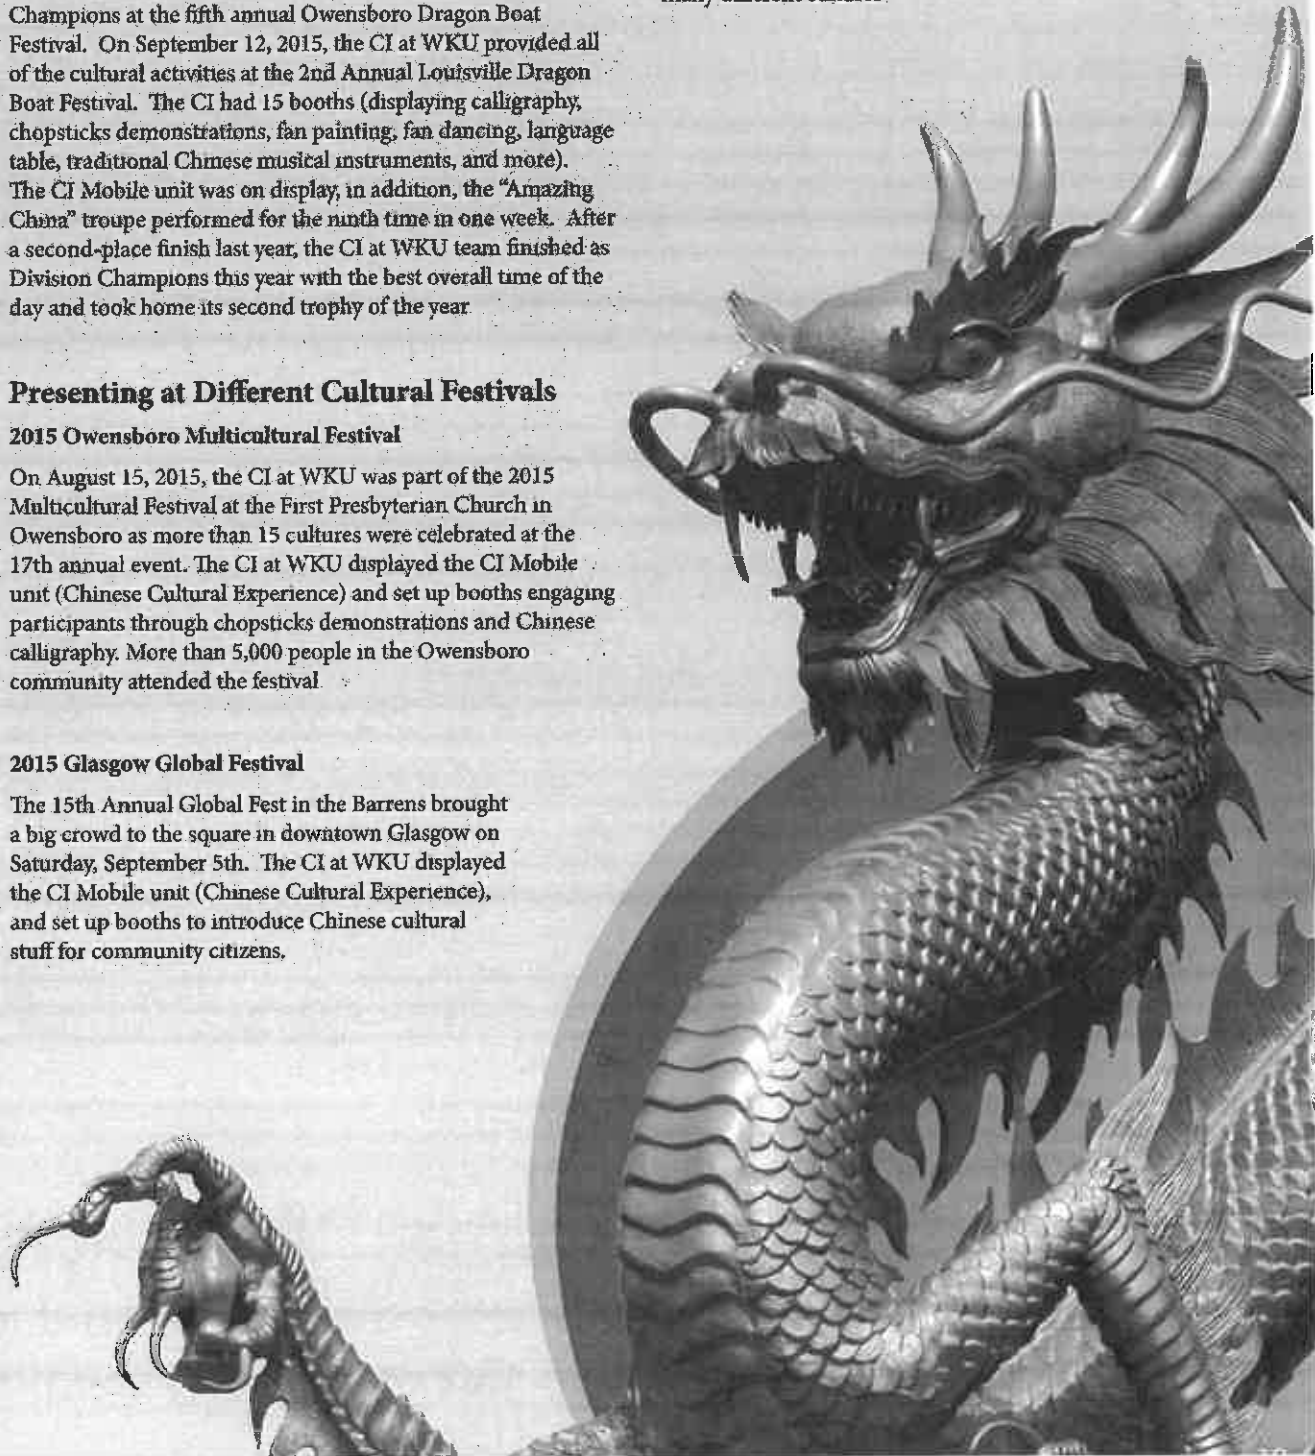 Champions at the fifth annual Owensboro Dragon Boat
Festival. On September 12, 2015, the CI at WKU provided all
of the cultural activities at the 2nd Annual Louisville Dragon
Boat Festival. The CI had 15 booths (displaying calligraphy,
chopsticks demonstrations, fan painting, fan dancing, language
table, traditional Chinese musical instruments, and more).
The CI Mobile unit was on display, in addition, the “Amazing
China” troupe performed for the ninth time in one week. After
a second-place finish last year, the CI at WKU team finished as
Division Champions this year with the best overall time of the
day and took home its second trophy of the year
Presenting at Different Cultural Festivals
2015 Owensboro Multicultural Festival
On August 15, 2015, the CI at WKU was part of the 2015
Multicultural Festival at the First Presbyterian Church in
Owensboro as more than 15 cultures were celebrated at the
17th annual event. The CI at WKU displayed the CI Mobile
unit (Chinese Cultural Experience) and set up booths engaging
participants through chopsticks demonstrations and Chinese
calligraphy. More than 5,000 people in the Owensboro
community attended the festival
2015 Glasgow Global Festival
The 15th Annual Global Fest in the Barrens brought
a big crowd to the square in downtown Glasgow on
Saturday, September 5th. The CI at WKU displayed
the CI Mobile unit (Chinese Cultural Experience),
and set up booths to introduce Chinese cultural
stuff for community citizens.